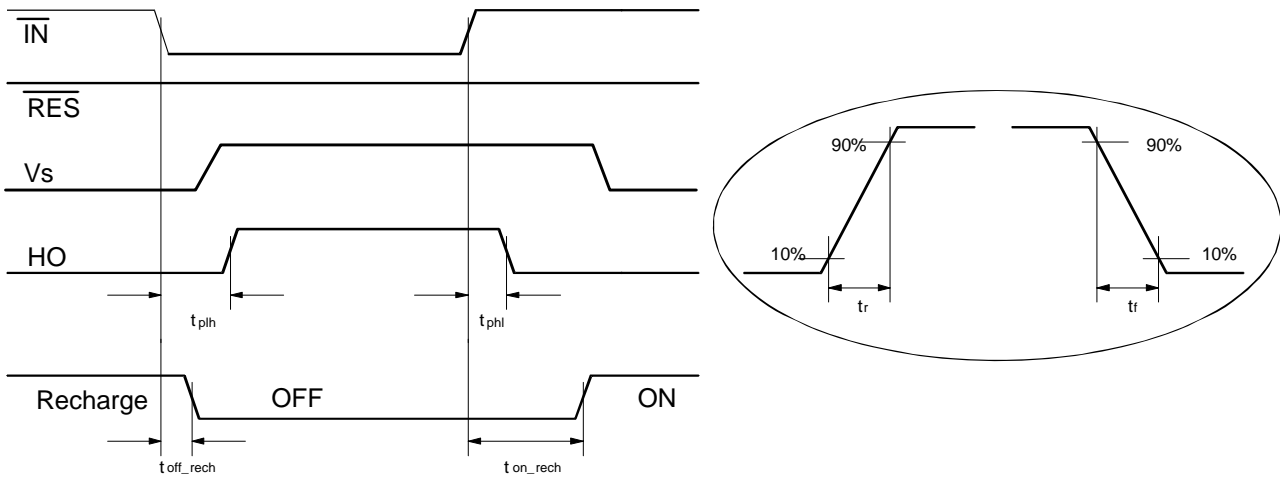 IN
RES
Vs
HO
t plh
t phl
Recharge
OFF
ON
t off_rech
t on_rech
90%
90%
10%
10%
tr
tf